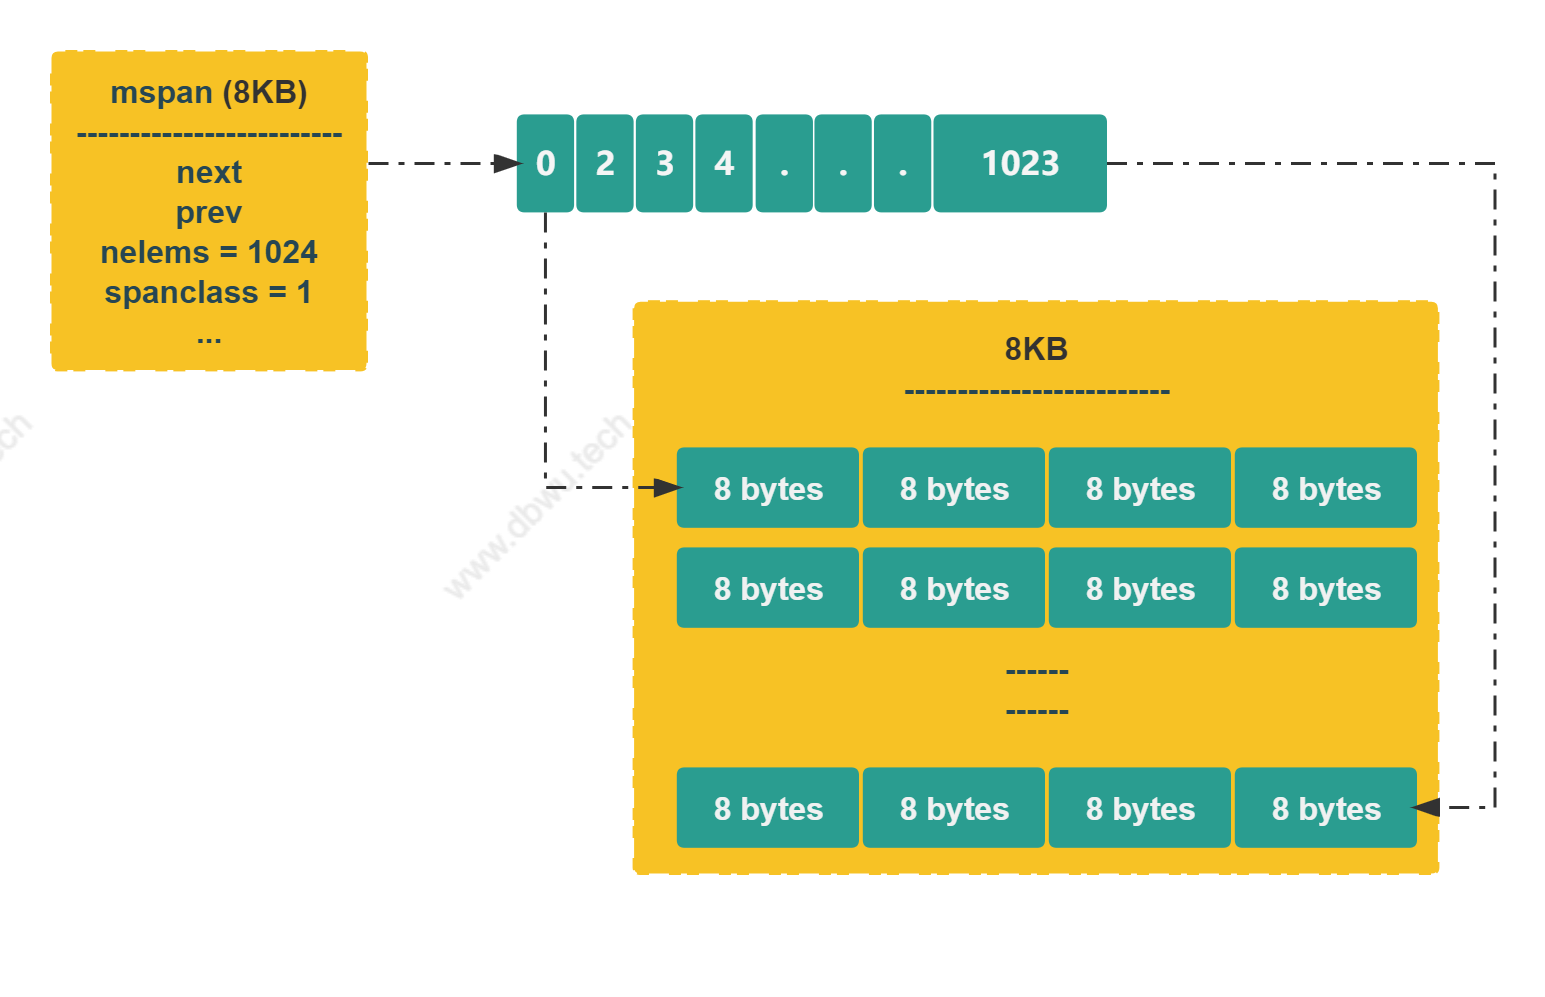 mspan (8KB)
-------------------------
next
prev
nelems = 1024
spanclass = 1
...
0 2 3 4 . . . 1023
8KB
-------------------------
8 bytes 8 bytes 8 bytes 8 bytes
8 bytes 8 bytes 8 bytes 8 bytes
------
------
8 bytes 8 bytes 8 bytes 8 bytes
www.dbwu.tech